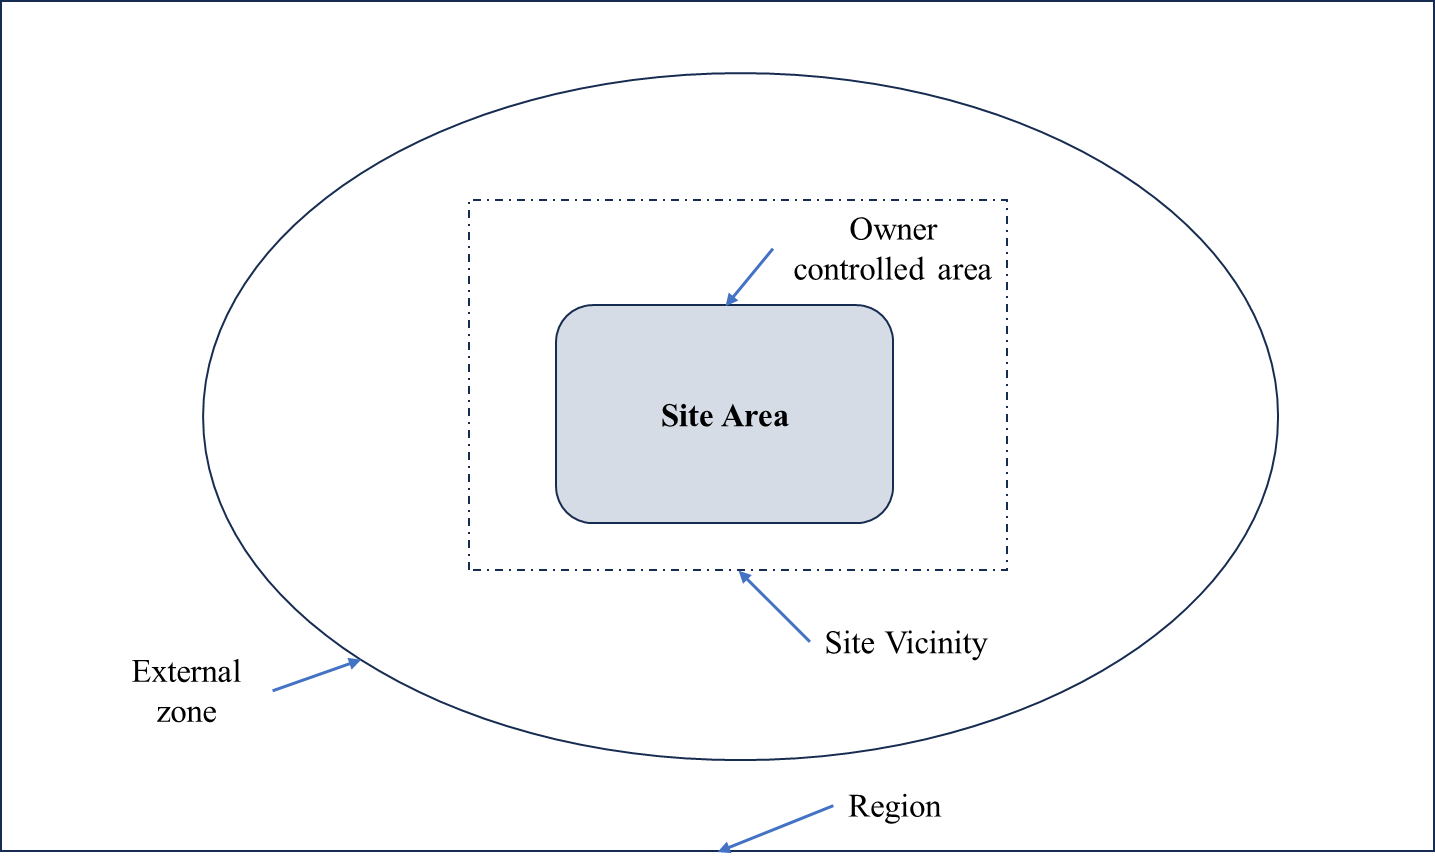 Owner
controlled area
Site Area
Site Vicinity
External
zone
Region